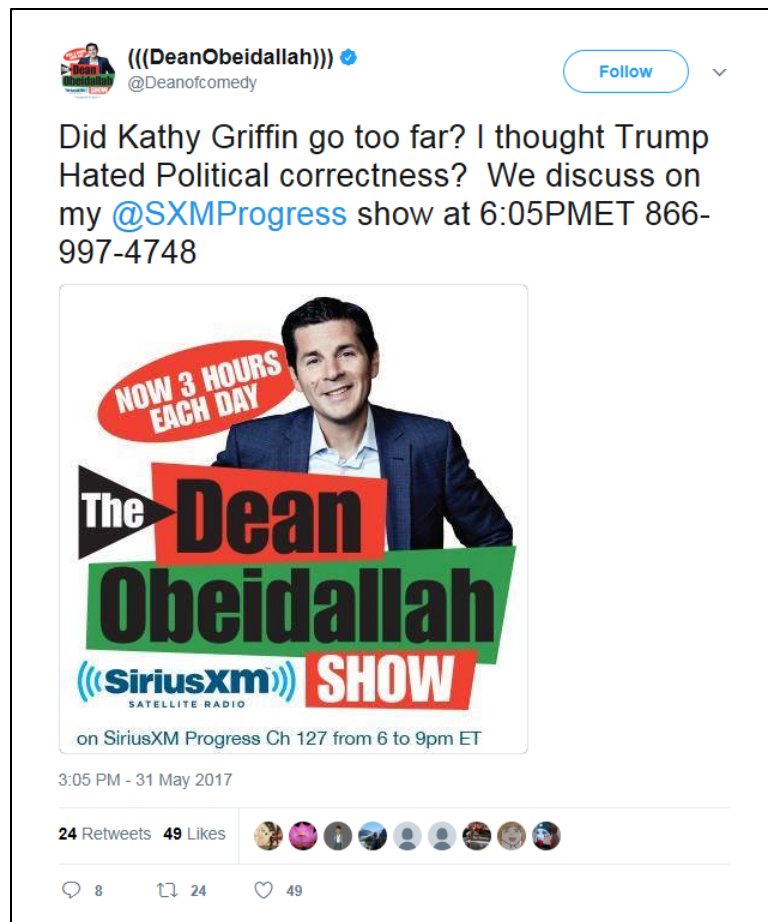 (((DeanObeidallah)))
@Deanofcomedy
Follow
Did Kathy Griffin go too far? I thought Trump
Hated Political correctness?  We discuss on
my @SXMProgress show at 6:05PMET 866-
997-4748
NOW 3 HOURS
EACH DAY
The Dean
Obeidallah
((SiriusXM)) SHOW
SATELLITE RADIO
on SiriusXM Progress Ch 127 from 6 to 9pm ET
3:05 PM - 31 May 2017
24 Retweets 49 Likes
8 24 49